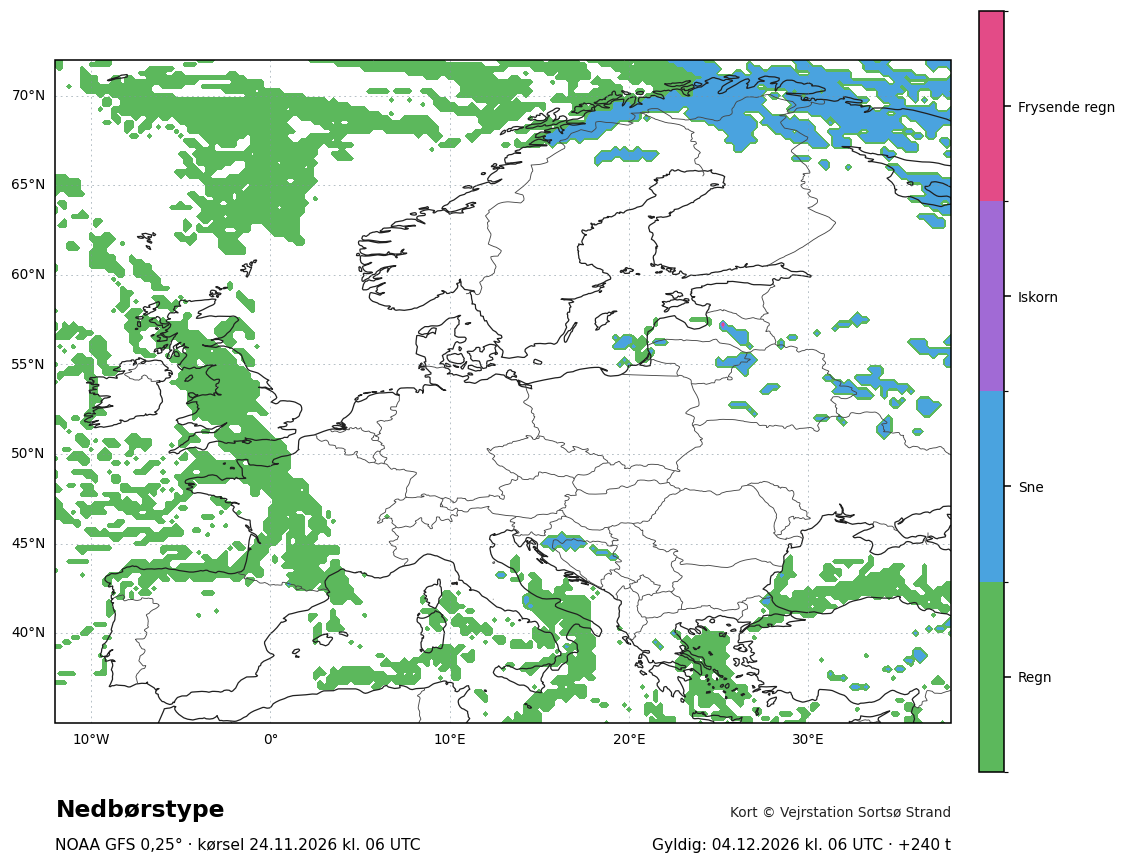 70°N
65°N
60°N
55°N
50°N
45°N
40°N
10°W
0°
10°E
20°E
30°E
Frysende regn
Iskorn
Sne
Regn
Nedbørstype
Kort © Vejrstation Sortsø Strand
NOAA GFS 0,25° · kørsel 24.11.2026 kl. 06 UTC
Gyldig: 04.12.2026 kl. 06 UTC · +240 t